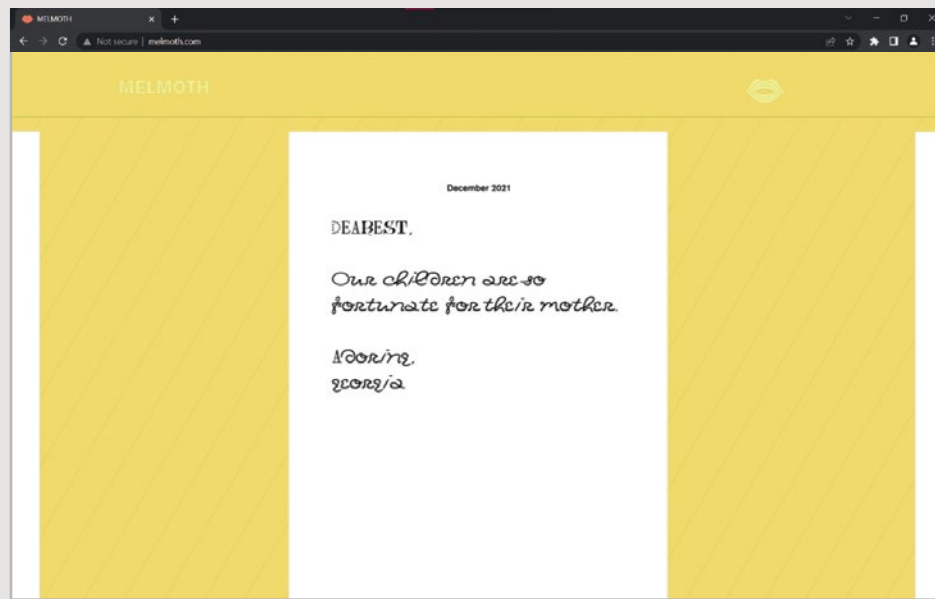 MELMOTH
Not secure | melmoth.com
MELMOTH
December 2021
DEAREST,
Our children are so
fortunate for their mother.
Adoring,
georgia